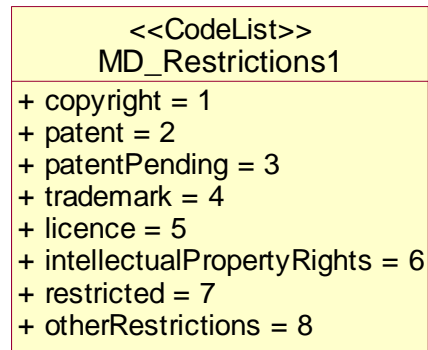 <<CodeList>>
MD_Restrictions1
+ copyright = 1
+ patent = 2
+ patentPending = 3
+ trademark = 4
+ licence = 5
+ intellectualPropertyRights = 6
+ restricted = 7
+ otherRestrictions = 8